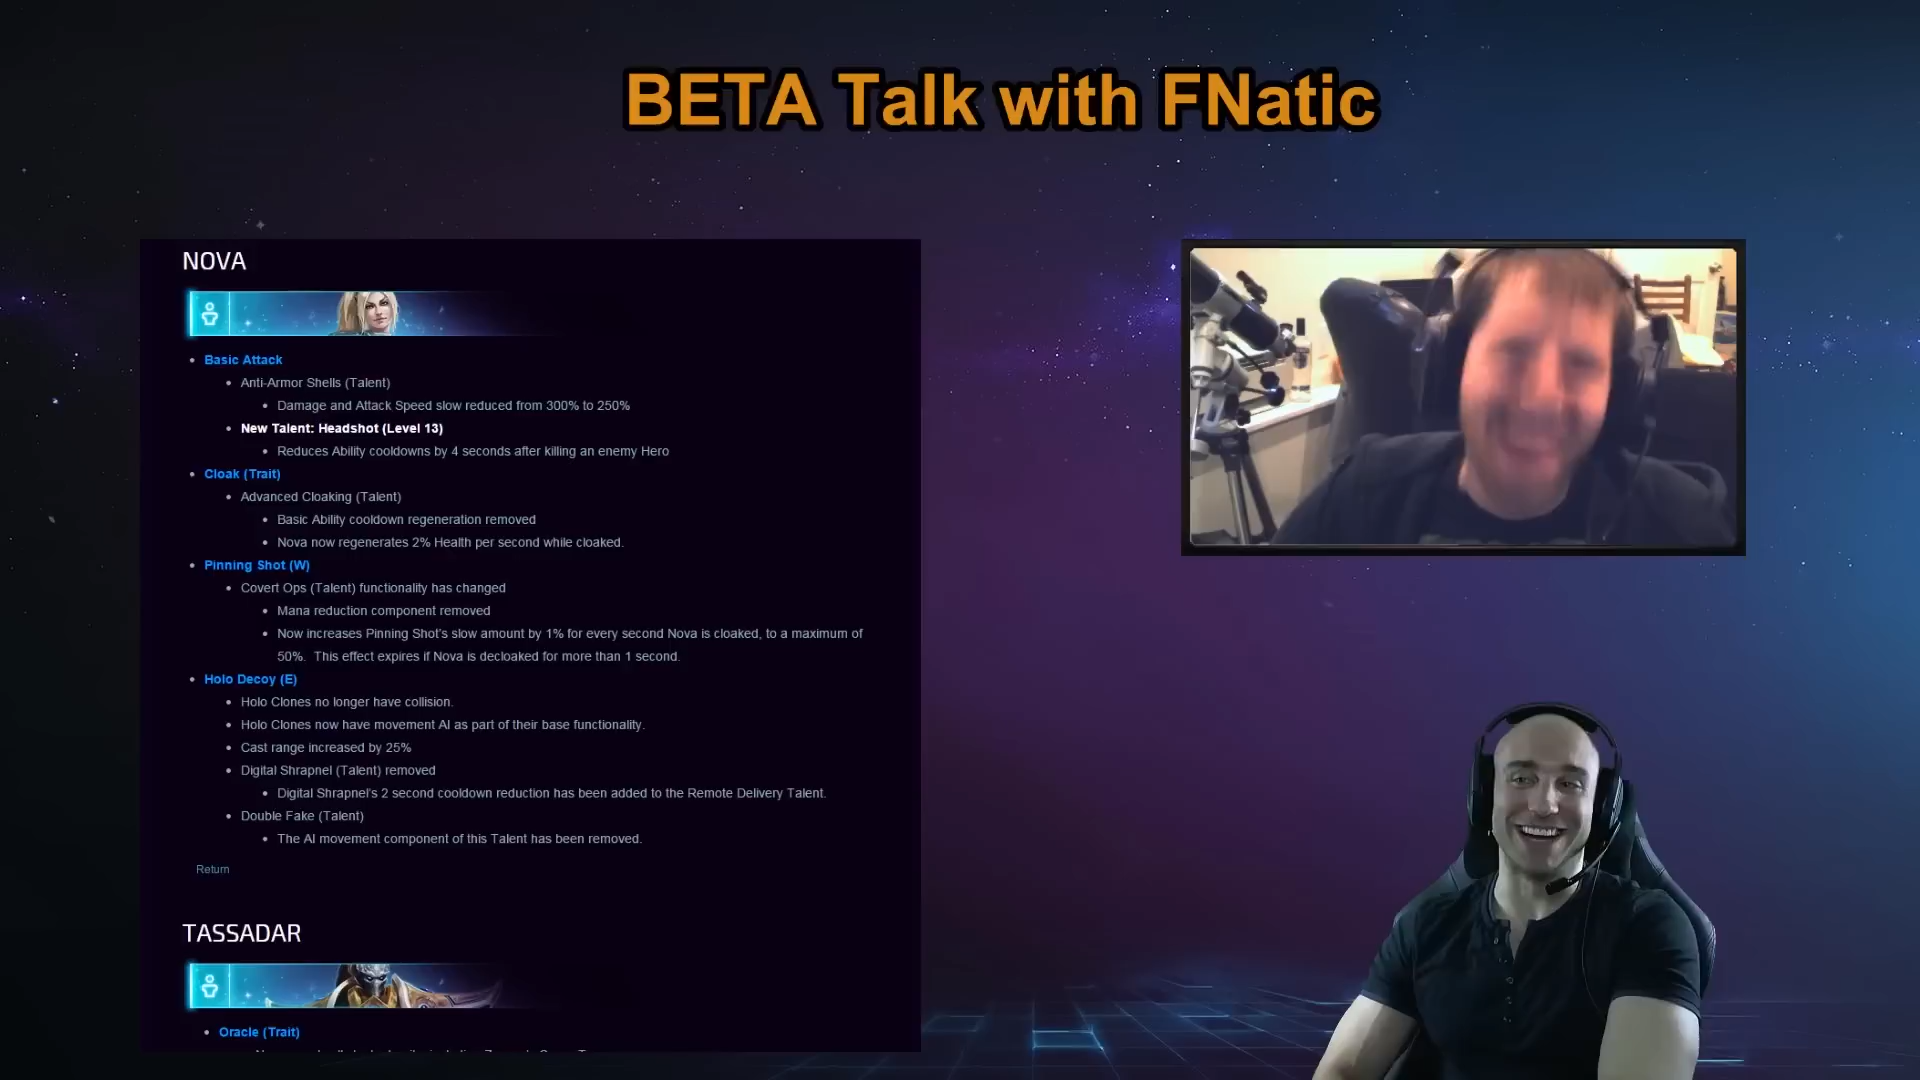 BETA Talk with FNatic
NOVA
Basic Attack
Anti-Armor Shells (Talent)
Damage and Attack Speed slow reduced from 300% to 250%
New Talent: Headshot (Level 13)
Reduces Ability cooldowns by 4 seconds after killing an enemy Hero
Cloak (Trait)
Advanced Cloaking (Talent)
Basic Ability cooldown regeneration removed
Nova now regenerates 2% Health per second while cloaked.
Pinning Shot (W)
Covert Ops (Talent) functionality has changed
Mana reduction component removed
Now increases Pinning Shot's slow amount by 1% for every second Nova is cloaked, to a maximum of
50%.  This effect expires if Nova is decloaked for more than 1 second.
Holo Decoy (E)
Holo Clones no longer have collision.
Holo Clones now have movement AI as part of their base functionality.
Cast range increased by 25%
Digital Shrapnel (Talent) removed
Digital Shrapnel's 2 second cooldown reduction has been added to the Remote Delivery Talent.
Double Fake (Talent)
The AI movement component of this Talent has been removed.
Return
TASSADAR
Oracle (Trait)